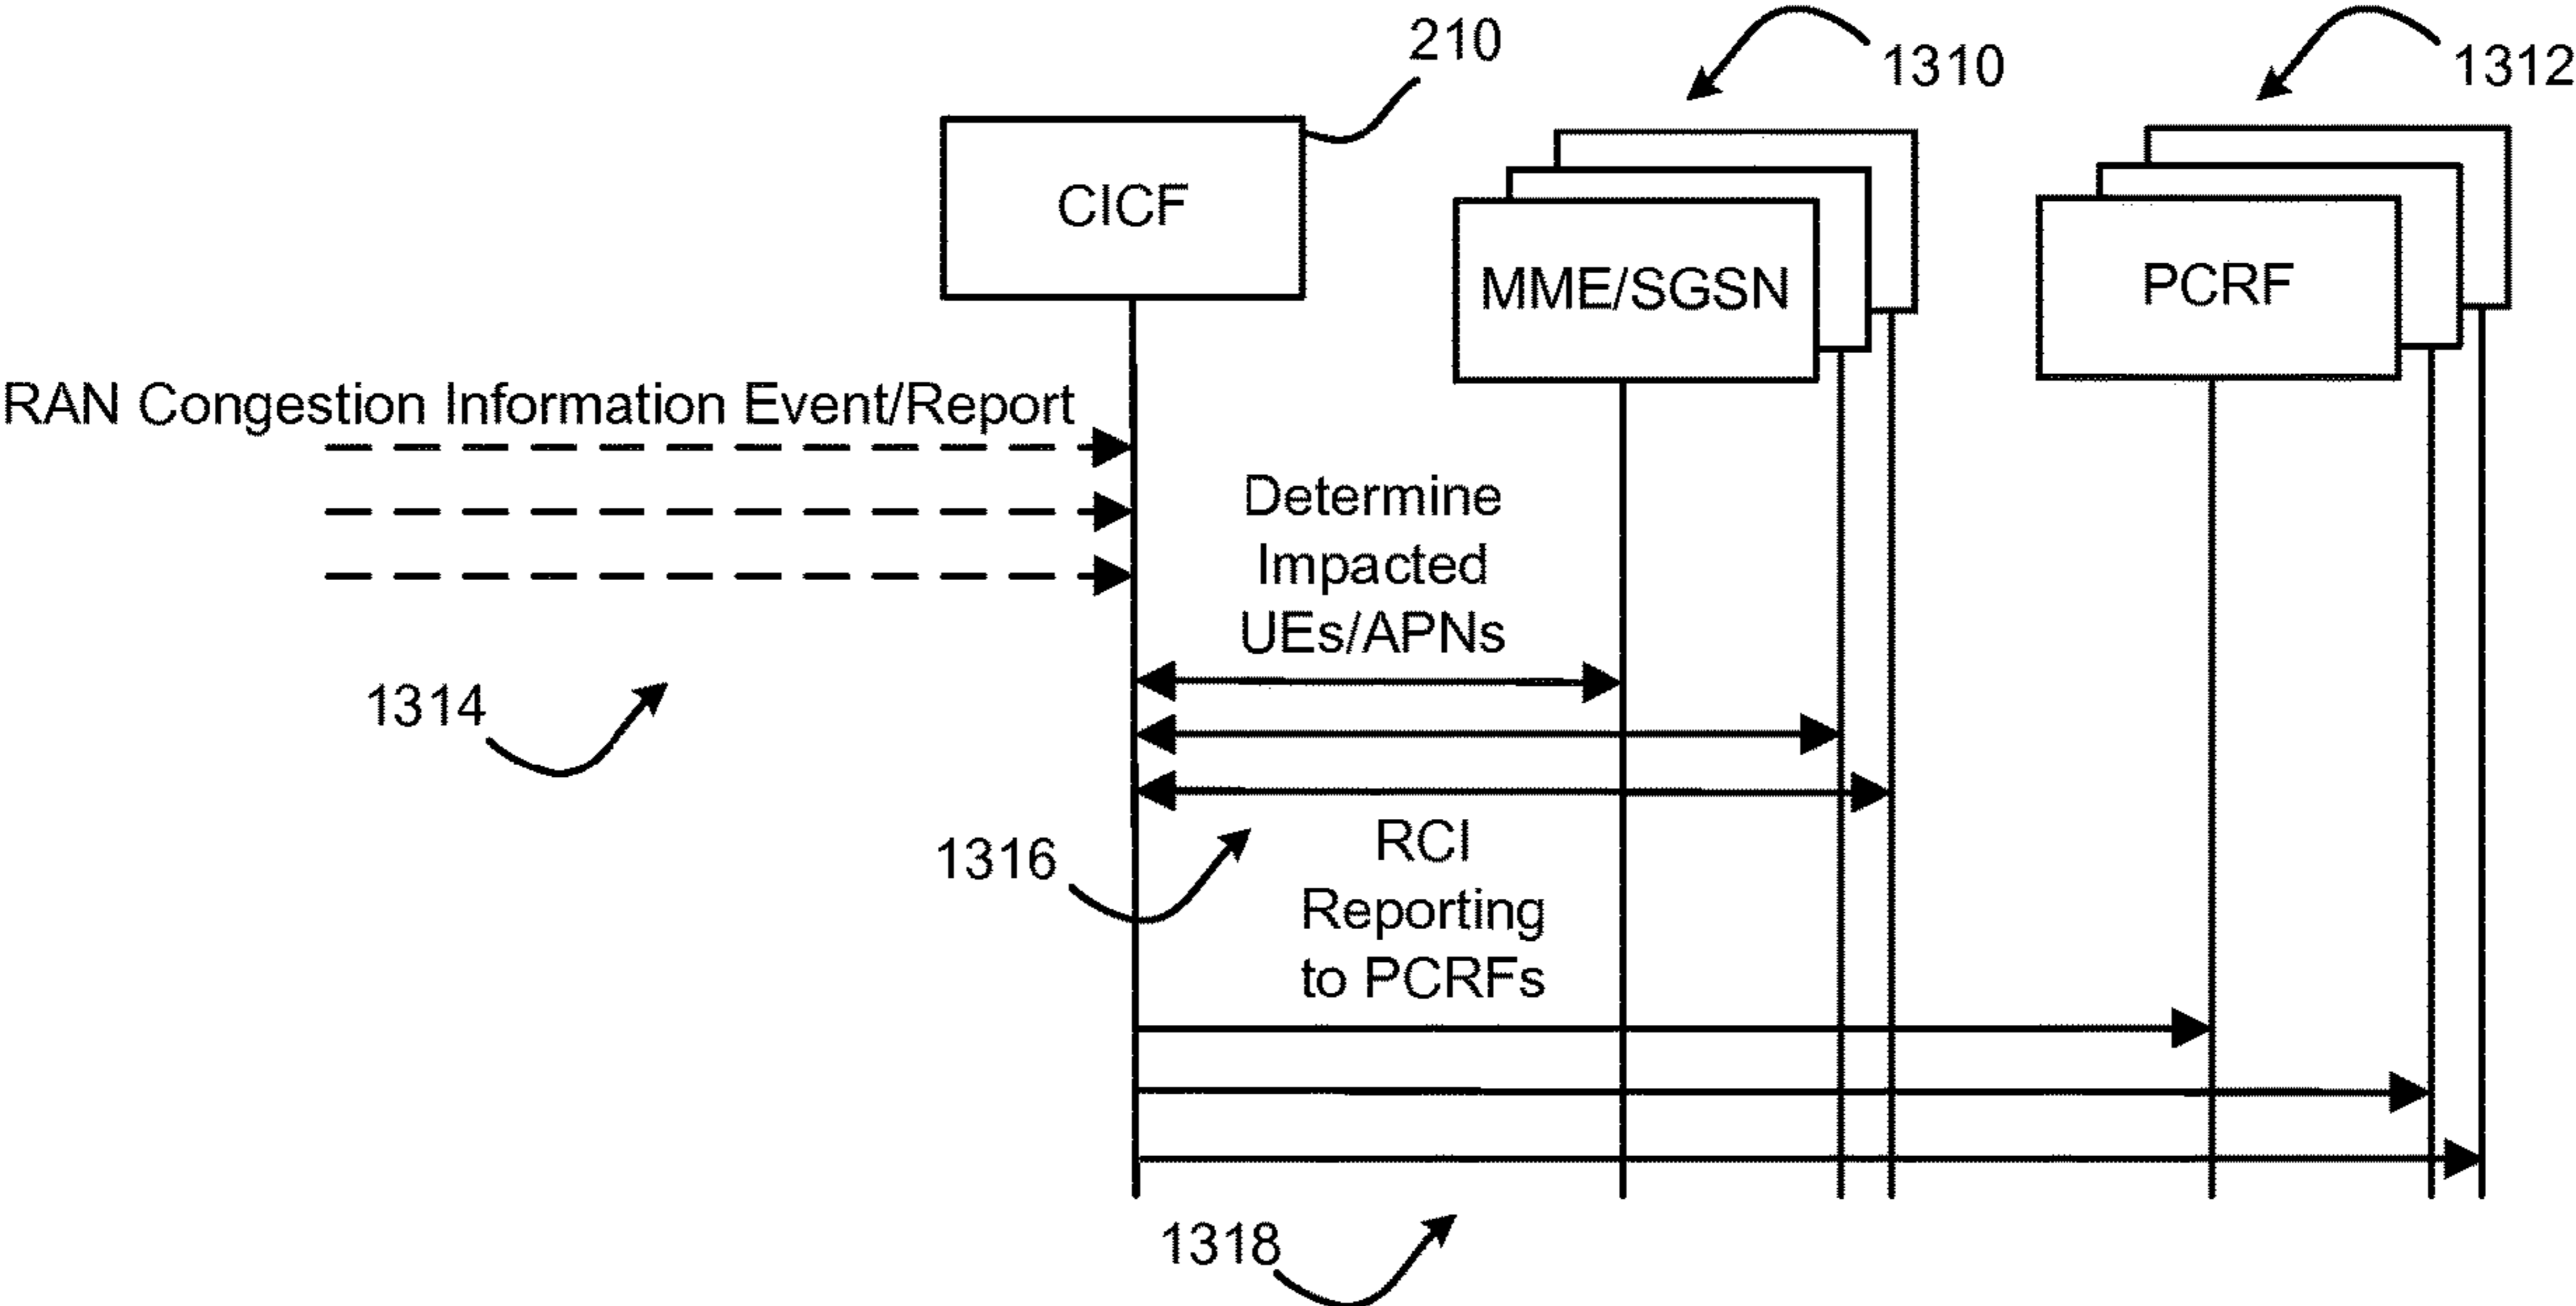 210
1310
1312
CICF
MME/SGSN
PCRF
RAN Congestion Information Event/Report
Determine
Impacted
UEs/APNs
1314
1316
RCI
Reporting
to PCRFs
1318